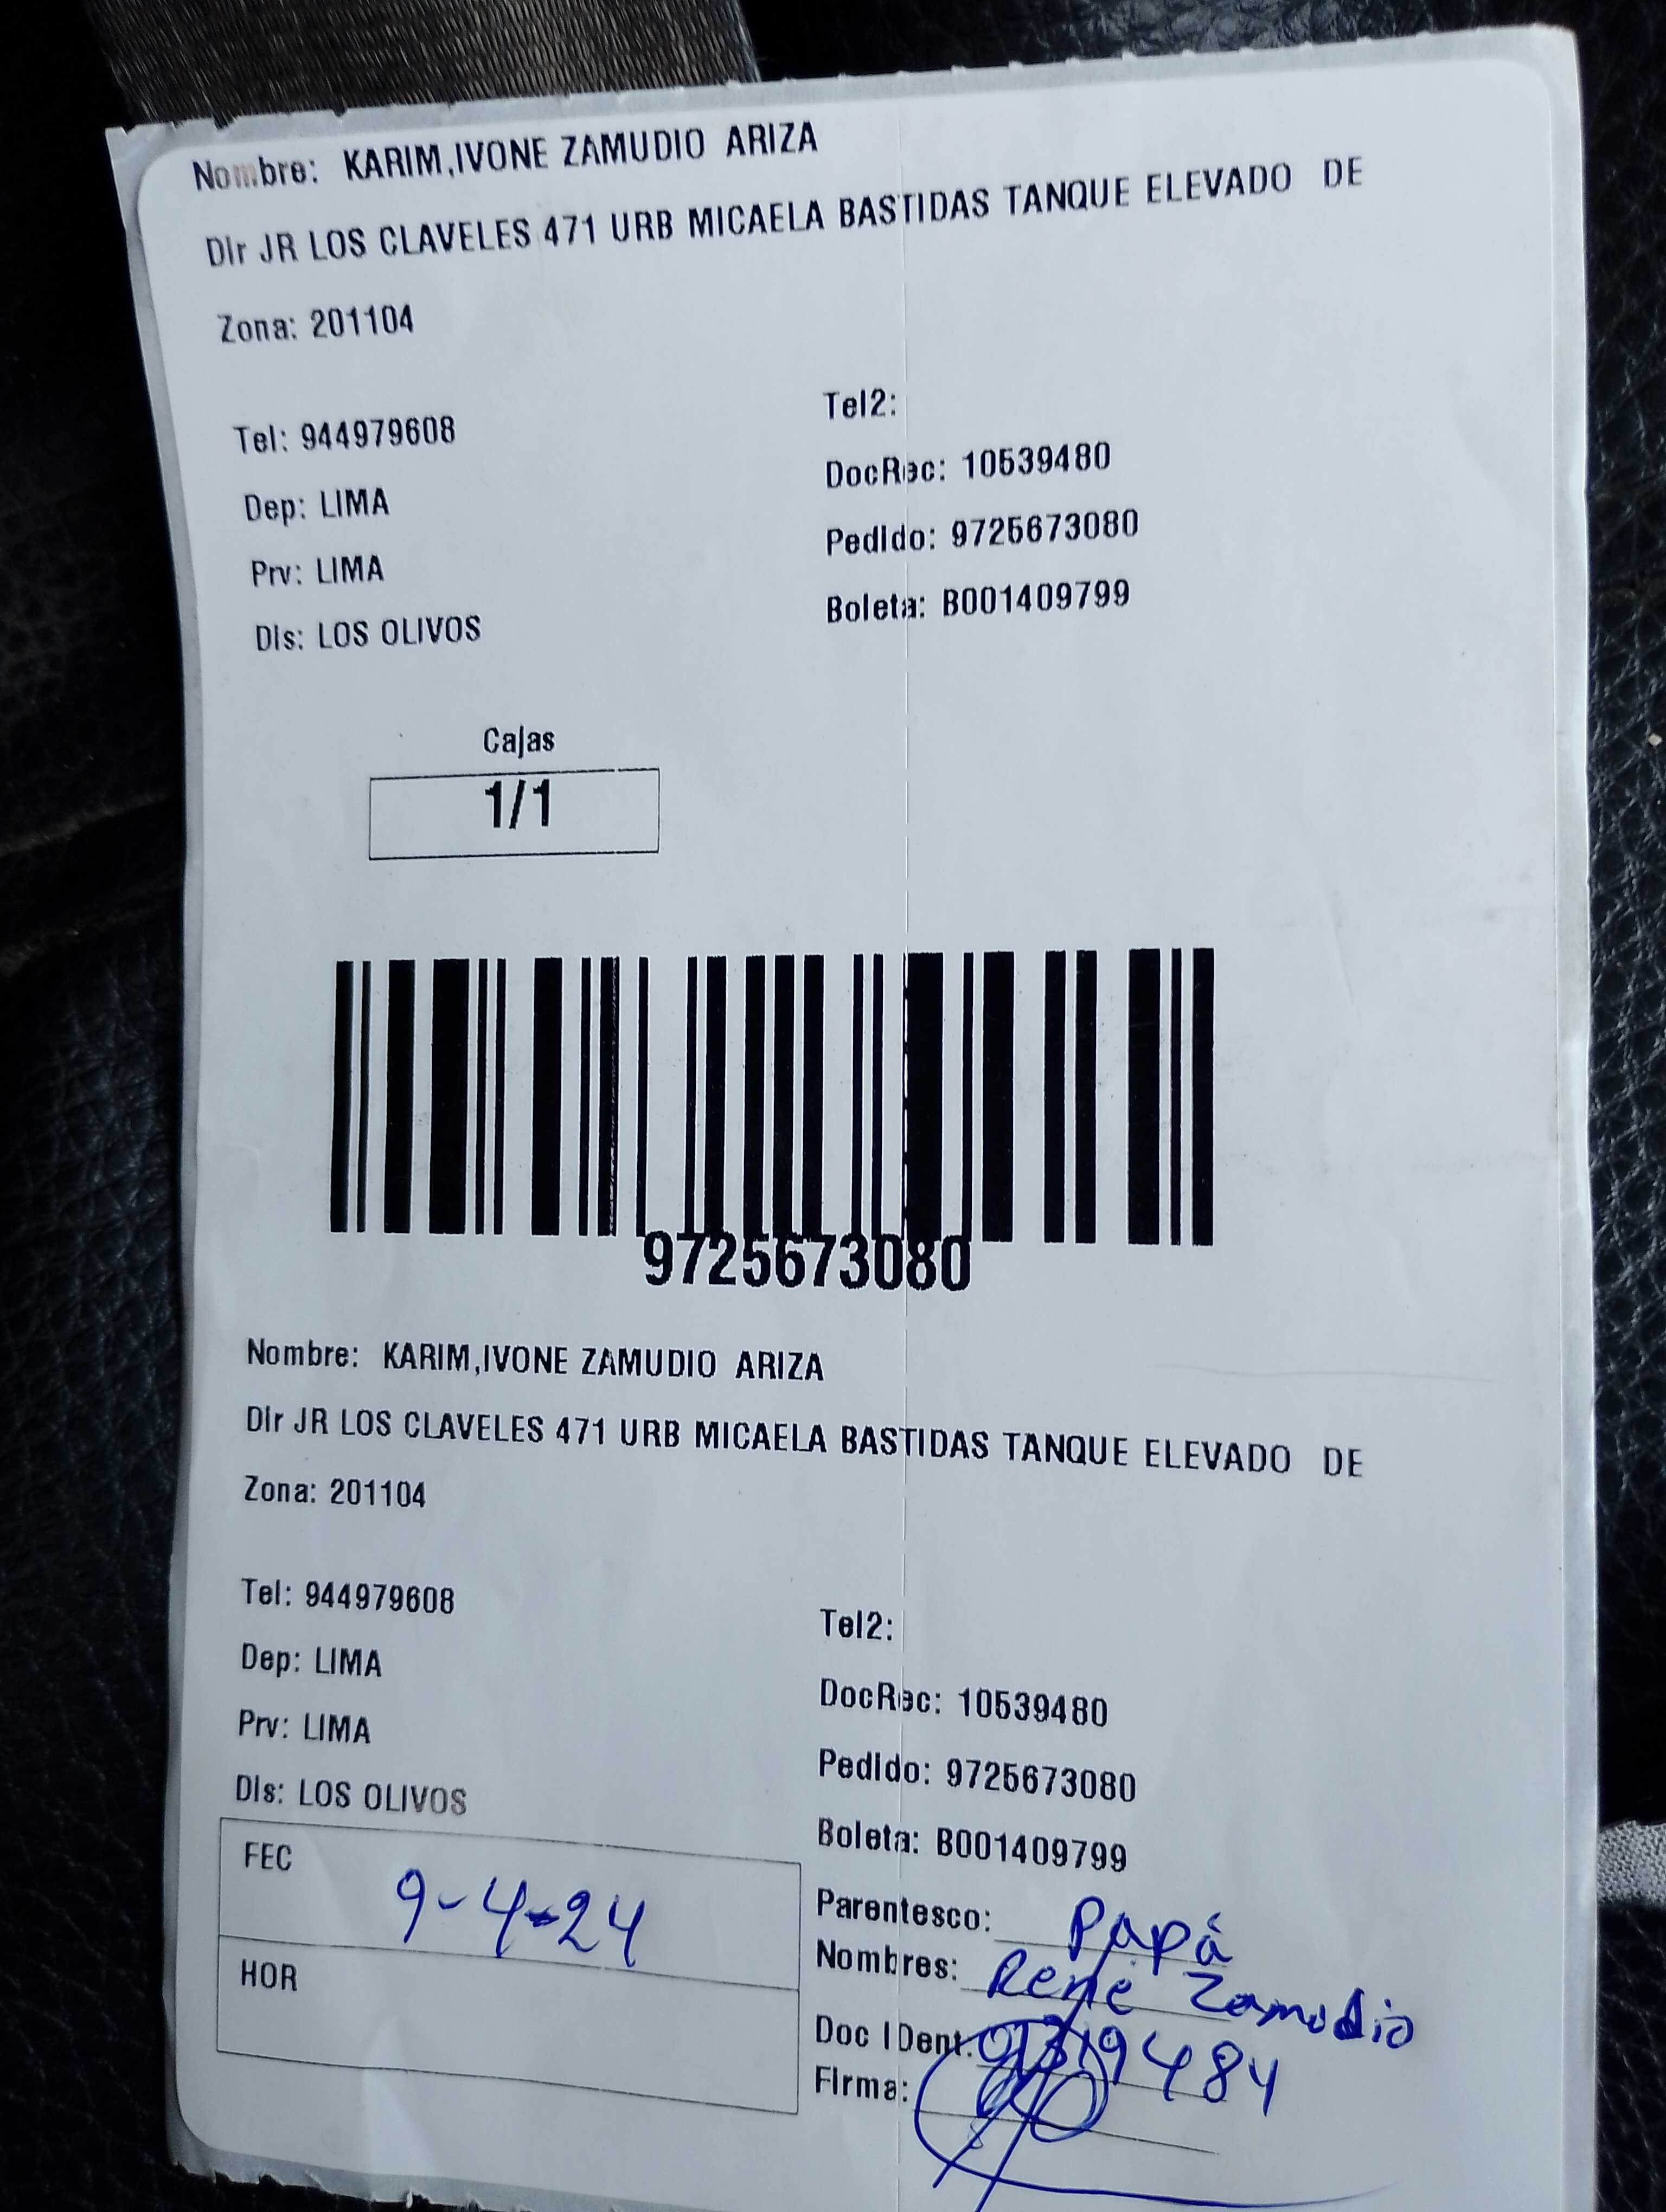 Nombre: KARIM,IVONE ZAMUDIO ARIZA
Dir JR LOS CLAVELES 471 URB MICAELA BASTIDAS TANQUE ELEVADO DE
Zona: 201104
Tel: 944979608
Tel2:
Dep: LIMA
DocRec: 10539480
Prv: LIMA
Pedido: 9725673080
Dis: LOS OLIVOS
Boleta: B001409799
Cajas
1/1
9725673080
Nombre: KARIM,IVONE ZAMUDIO ARIZA
Dir JR LOS CLAVELES 471 URB MICAELA BASTIDAS TANQUE ELEVADO DE
Zona: 201104
Tel: 944979608
Tel2:
Dep: LIMA
DocRec: 10539480
Prv: LIMA
Pedido: 9725673080
Dis: LOS OLIVOS
Boleta: B001409799
FEC 9-4-24
Parentesco: Papá
HOR
Nombres: René Zamudio
Doc IDent.
Firma: